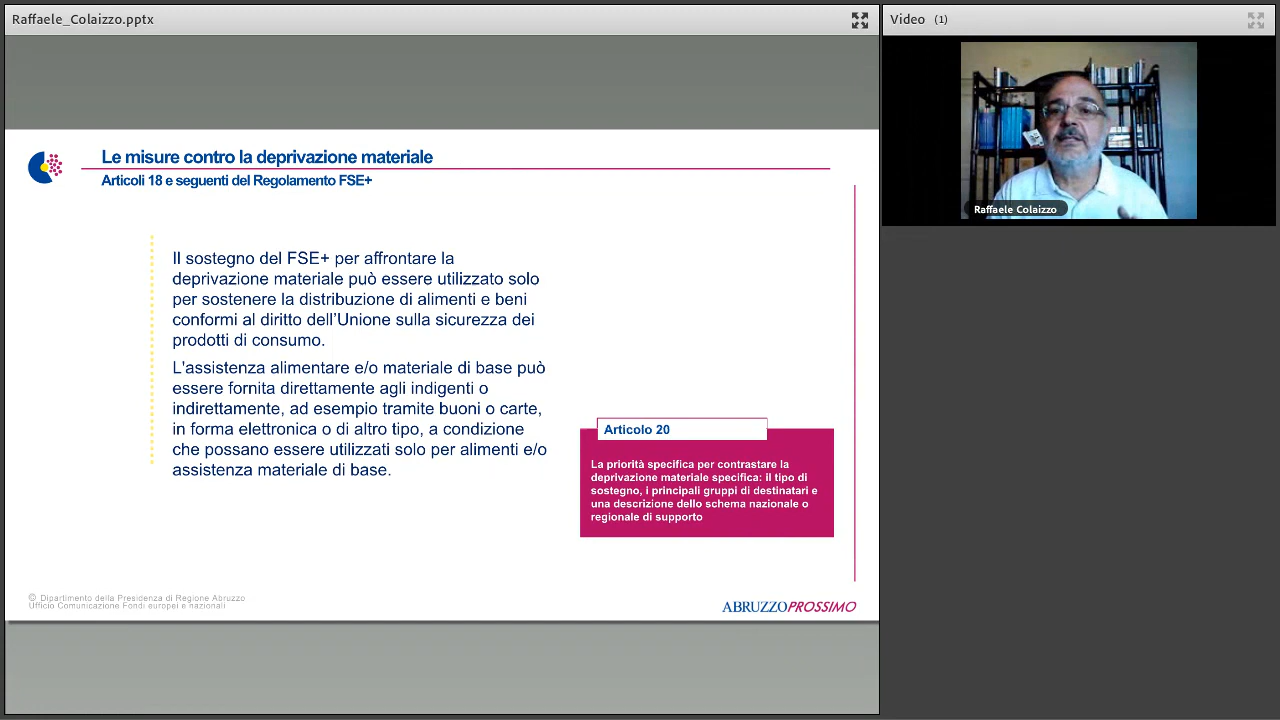 Raffaele_Colaizzo.pptx
Video (1)
Raffaele Colaizzo
Le misure contro la deprivazione materiale
Articoli 18 e seguenti del Regolamento FSE+
Il sostegno del FSE+ per affrontare la
deprivazione materiale può essere utilizzato solo
per sostenere la distribuzione di alimenti e beni
conformi al diritto dell'Unione sulla sicurezza dei
prodotti di consumo.
L'assistenza alimentare e/o materiale di base può
essere fornita direttamente agli indigenti o
indirettamente, ad esempio tramite buoni o carte,
in forma elettronica o di altro tipo, a condizione
che possano essere utilizzati solo per alimenti e/o
assistenza materiale di base.
Articolo 20
La priorità specifica per contrastare la
deprivazione materiale specifica: il tipo di
sostegno, i principali gruppi di destinatari e
una descrizione dello schema nazionale o
regionale di supporto
© Dipartimento della Presidenza di Regione Abruzzo
Ufficio Comunicazione Fondi europei e nazionali
ABRUZZOPROSSIMO